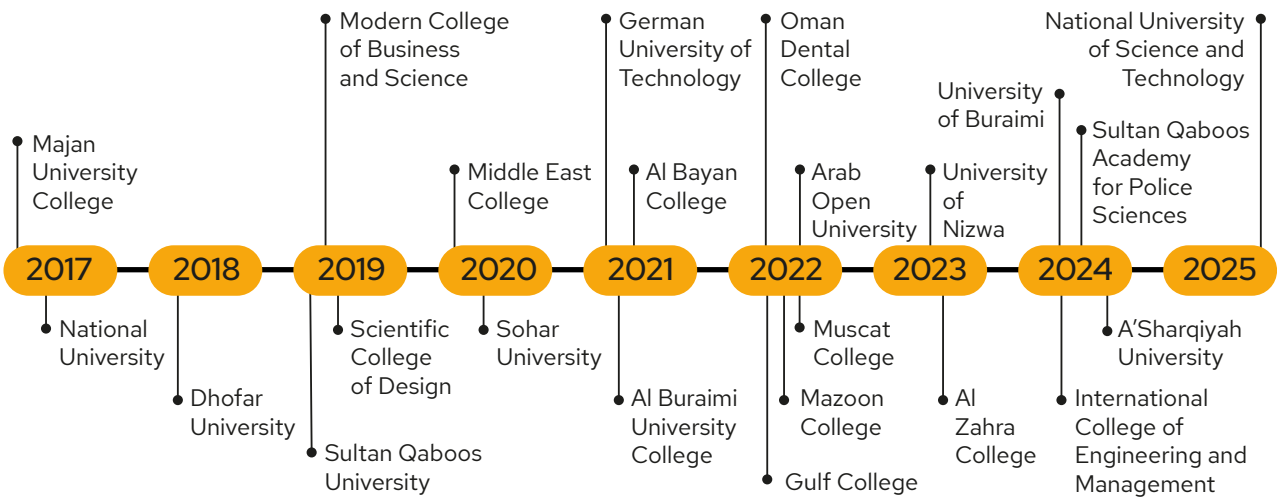 Modern College
of Business
and Science
German
University of
Technology
Oman
Dental
College
National University
of Science and
Technology
University
of Buraimi
Sultan Qaboos
Academy
for Police
Sciences
Majan
University
College
Middle East
College
Al Bayan
College
Arab
Open
University
University
of
Nizwa
2017
2018
2019
2020
2021
2022
2023
2024
2025
National
University
Scientific
College
of Design
Sohar
University
Muscat
College
A'Sharqiyah
University
Dhofar
University
Al Buraimi
University
College
Mazoon
College
Al
Zahra
College
International
College of
Engineering and
Management
Sultan Qaboos
University
Gulf College